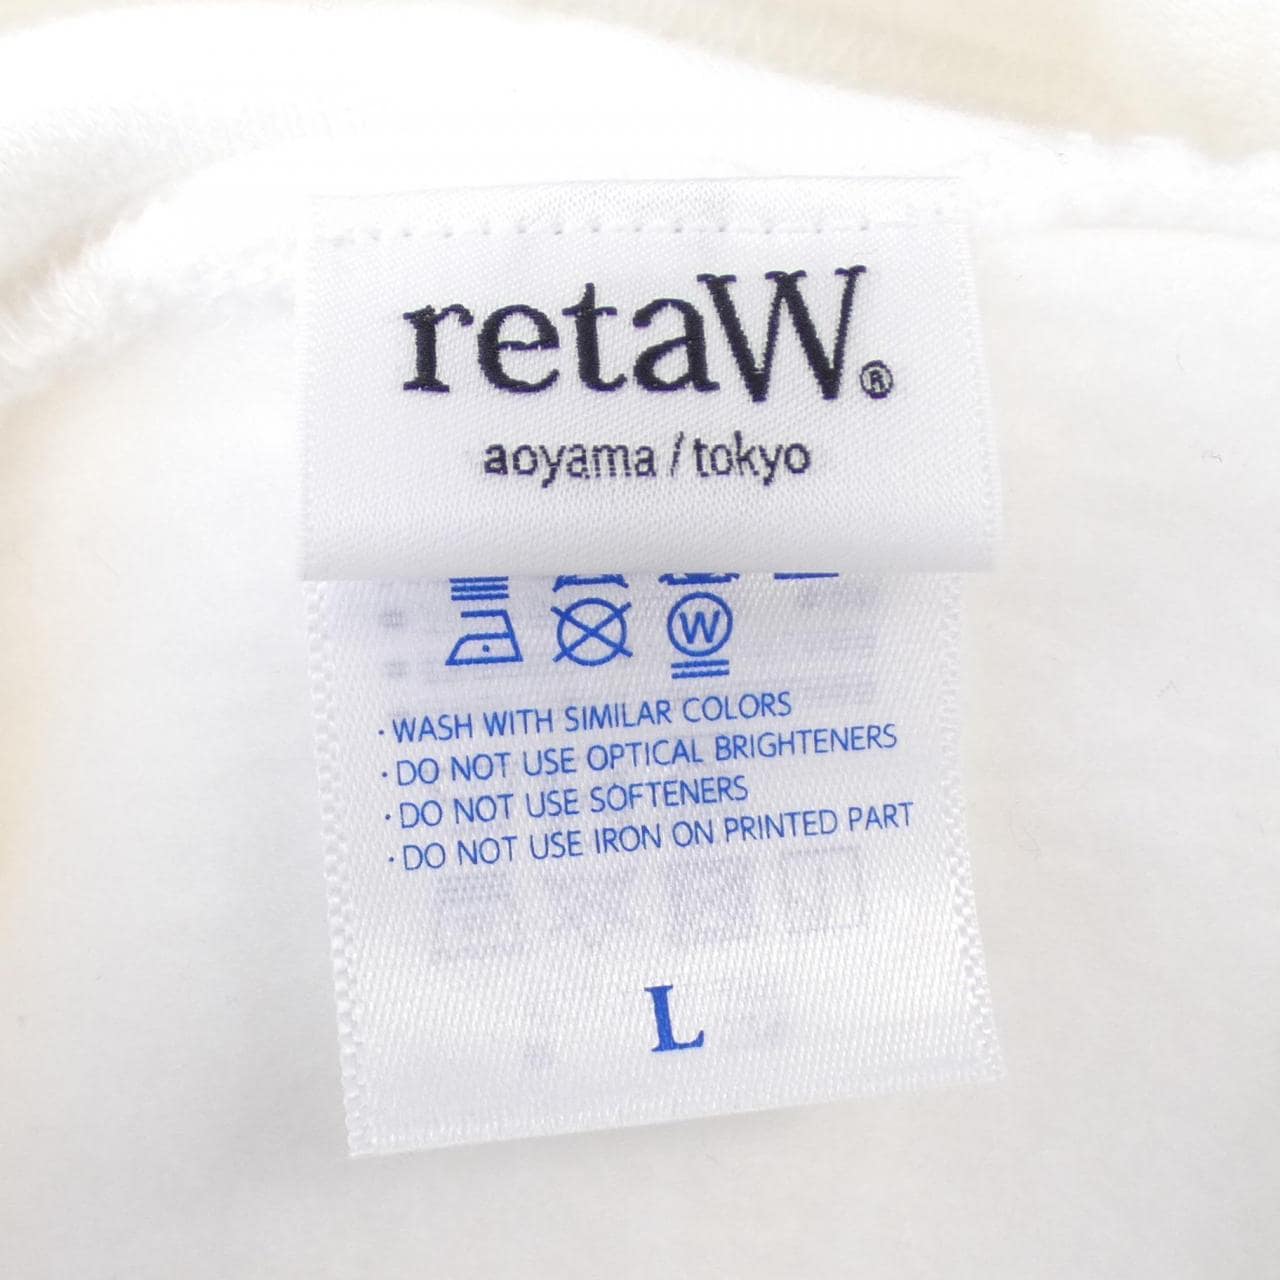 retaW®
aoyama / tokyo
W
· WASH WITH SIMILAR COLORS
· DO NOT USE OPTICAL BRIGHTENERS
· DO NOT USE SOFTENERS
· DO NOT USE IRON ON PRINTED PART
L